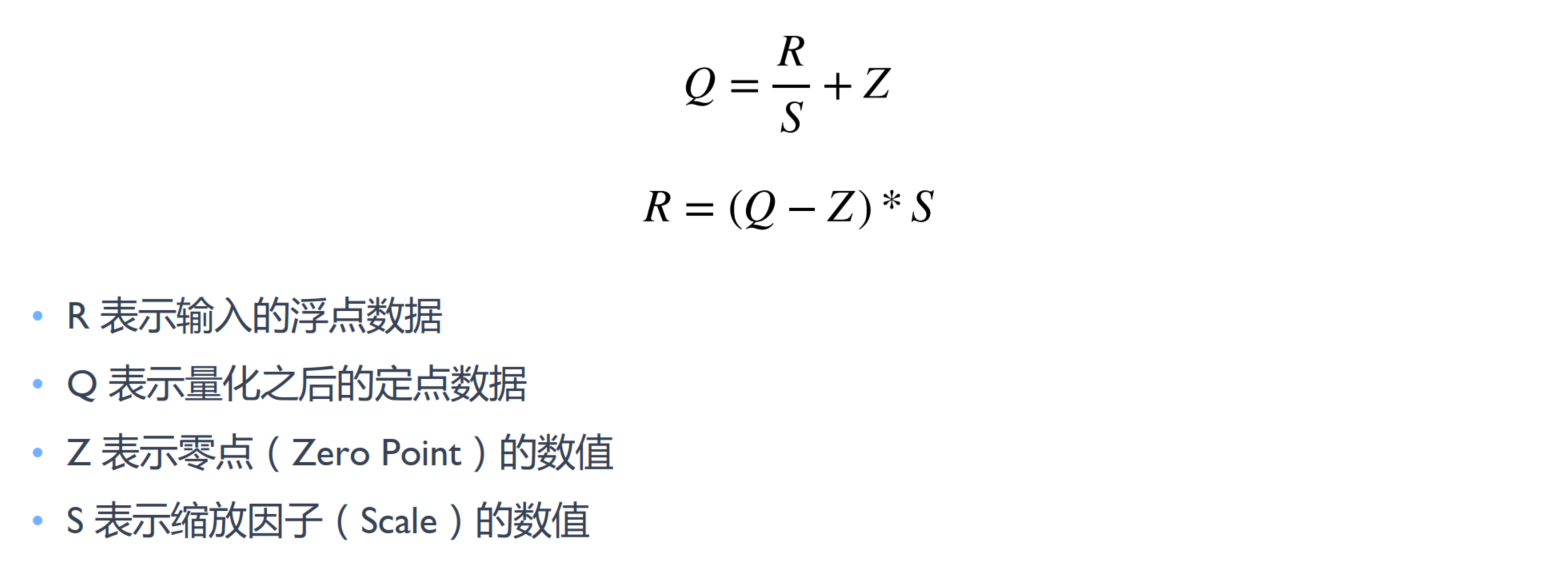 Q = R/S + Z
R = (Q − Z) * S
• R 表示输入的浮点数据
• Q 表示量化之后的定点数据
• Z 表示零点（Zero Point）的数值
• S 表示缩放因子（Scale）的数值